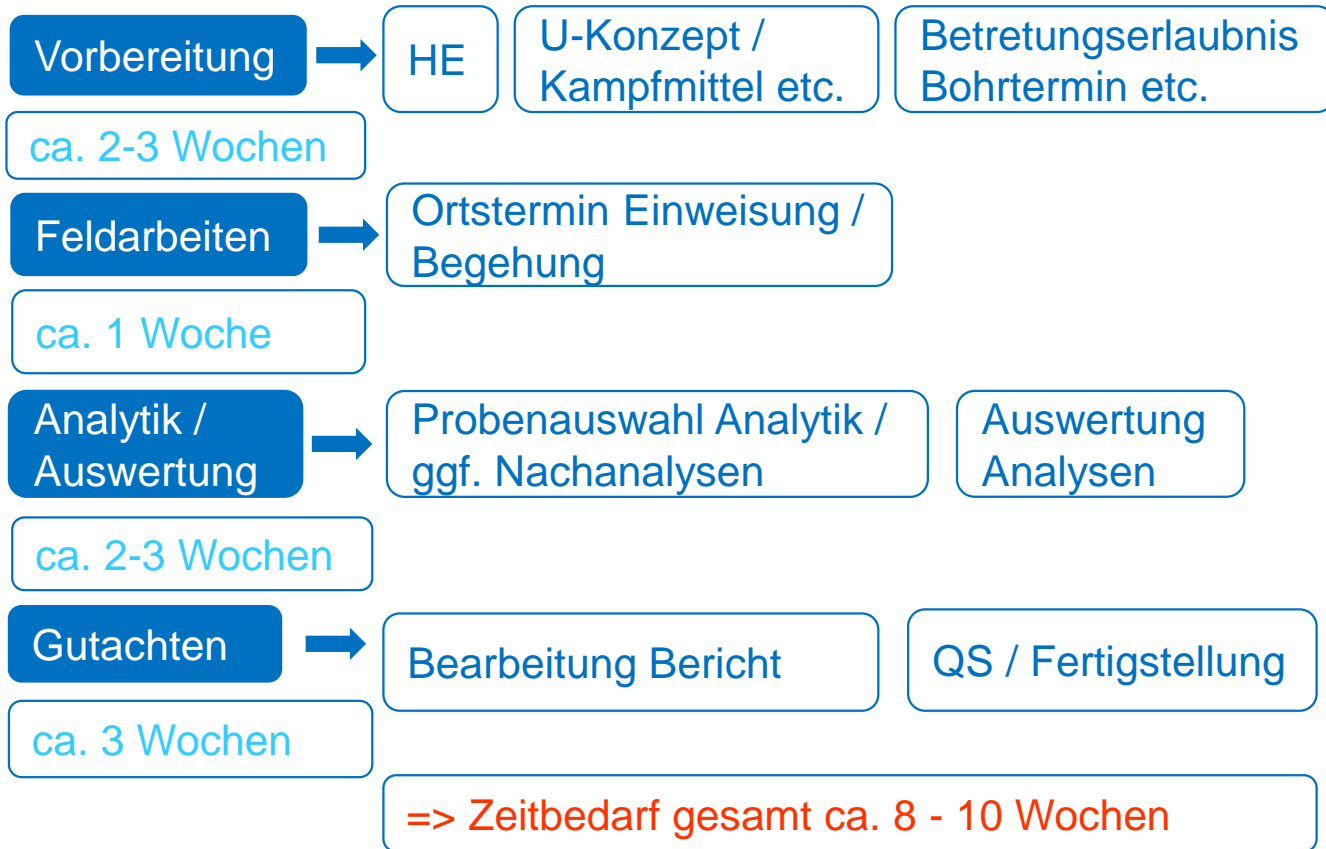 Vorbereitung
HE
U-Konzept /
Kampfmittel etc.
Betretungserlaubnis
Bohrtermin etc.
ca. 2-3 Wochen
Feldarbeiten
Ortstermin Einweisung /
Begehung
ca. 1 Woche
Analytik /
Auswertung
Probenauswahl Analytik /
ggf. Nachanalysen
Auswertung
Analysen
ca. 2-3 Wochen
Gutachten
Bearbeitung Bericht
QS / Fertigstellung
ca. 3 Wochen
=> Zeitbedarf gesamt ca. 8 - 10 Wochen